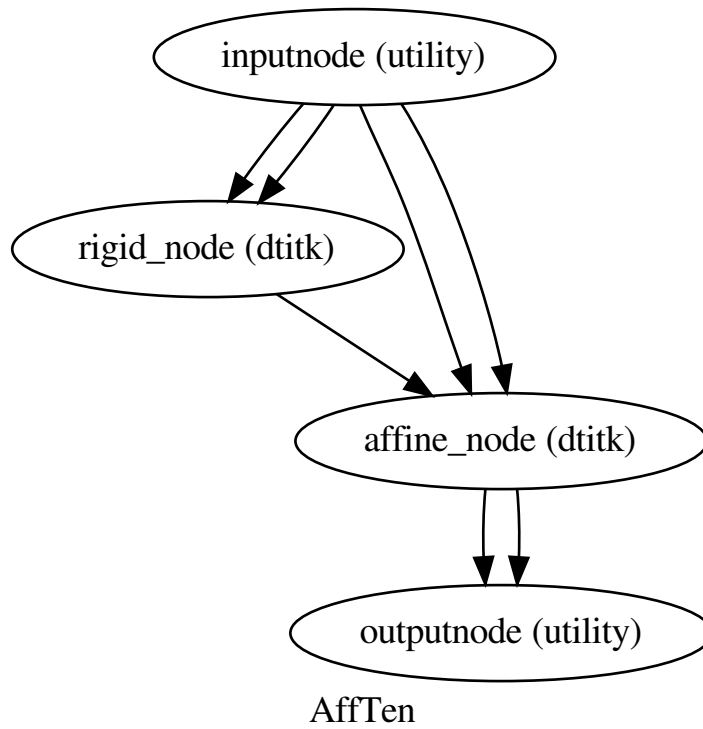 inputnode (utility)
rigid_node (dtitk)
affine_node (dtitk)
outputnode (utility)
AffTen